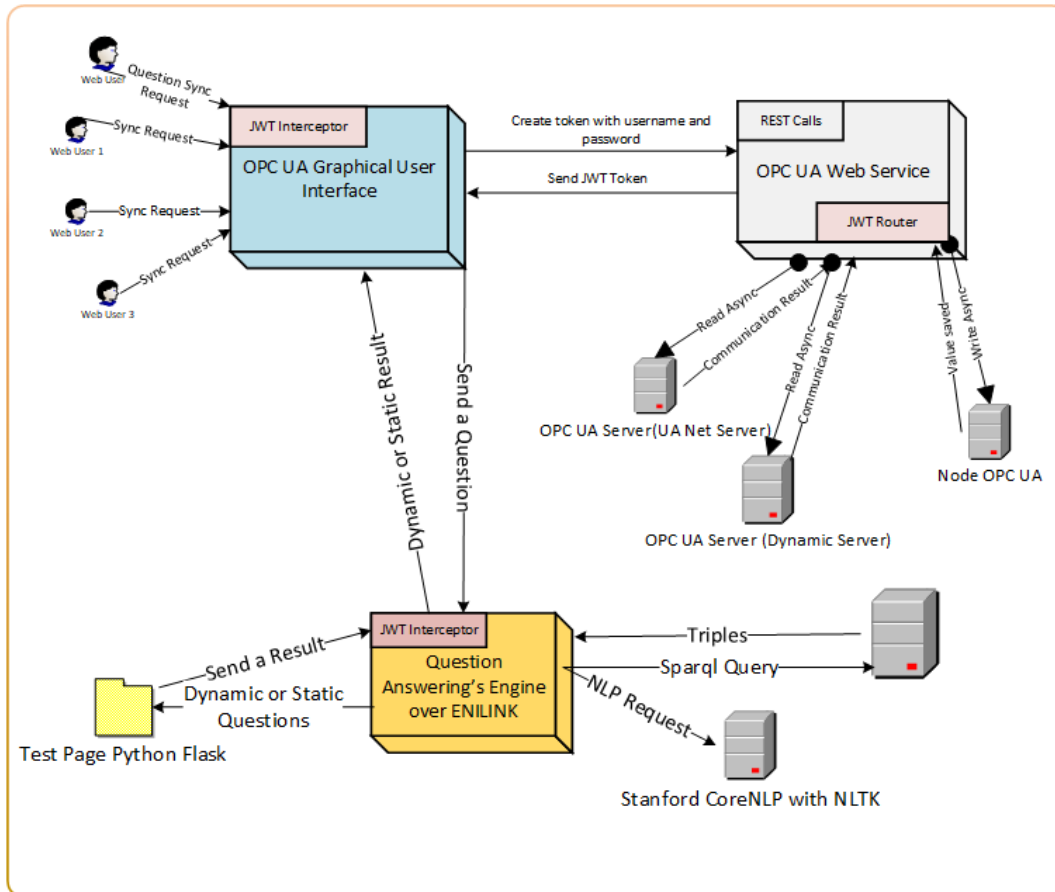 Web User
Question Sync
Request
Web User 1
Sync Request
Web User 2
Sync Request
Web User 3
Sync Request
JWT Interceptor
OPC UA Graphical User
Interface
Create token with username and
password
Send JWT Token
REST Calls
OPC UA Web Service
JWT Router
Read Async
Communication Result
Read Async
Communication Result
Value saved
Write Async
OPC UA Server(UA Net Server)
OPC UA Server (Dynamic Server)
Node OPC UA
Dynamic or Static Result
Send a Question
JWT Interceptor
Question
Answering's Engine
over ENILINK
Send a Result
Dynamic or Static
Questions
Test Page Python Flask
Triples
Sparql Query
NLP Request
Stanford CoreNLP with NLTK